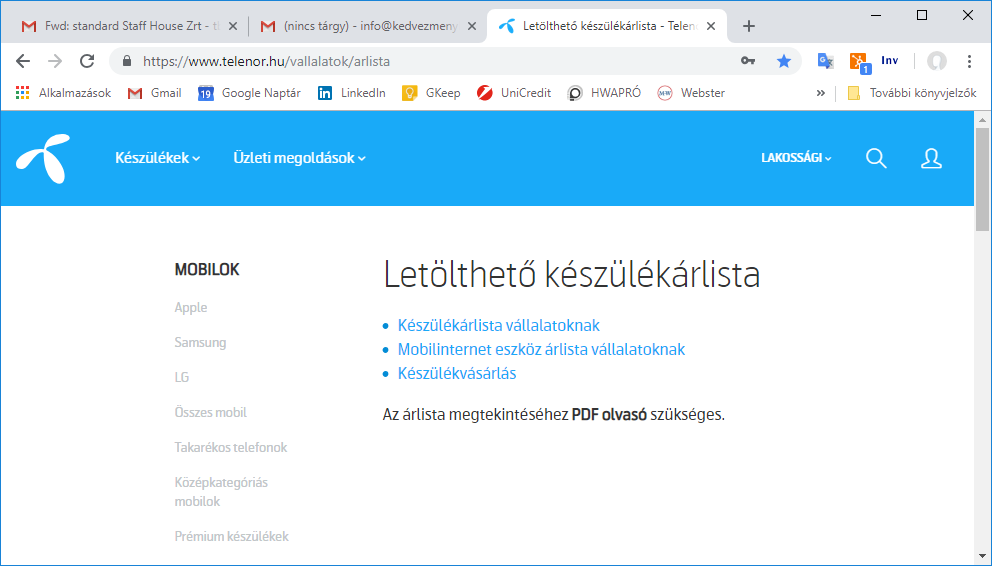 Fwd: standard Staff House Zrt - t
(nincs tárgy) - info@kedvezmeny
Letölthető készülékárlista - Telen
https://www.telenor.hu/vallalatok/arlista
1
Inv
Alkalmazások
Gmail
19
Google Naptár
LinkedIn
GKeep
UniCredit
HWAPRÓ
M-W
Webster
»
További könyvjelzők
Készülékek
Üzleti megoldások
LAKOSSÁGI
MOBILOK
Apple
Samsung
LG
Összes mobil
Takarékos telefonok
Középkategóriás
mobilok
Prémium készülékek
Letölthető készülékárlista
• Készülékárlista vállalatoknak
• Mobilinternet eszköz árlista vállalatoknak
• Készülékvásárlás
Az árlista megtekintéséhez PDF olvasó szükséges.